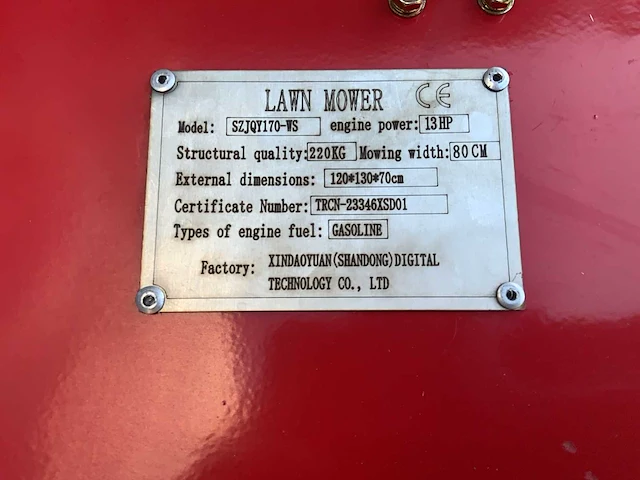 LAWN MOWER CE
Model: SZJQY170-WS engine power: 13HP
Structural quality: 220KG Mowing width: 80CM
External dimensions: 120*130*70cm
Certificate Number: TRCN-23346XSD01
Types of engine fuel: GASOLINE
Factory: XINDAOYUAN(SHANDONG)DIGITAL
TECHNOLOGY CO., LTD